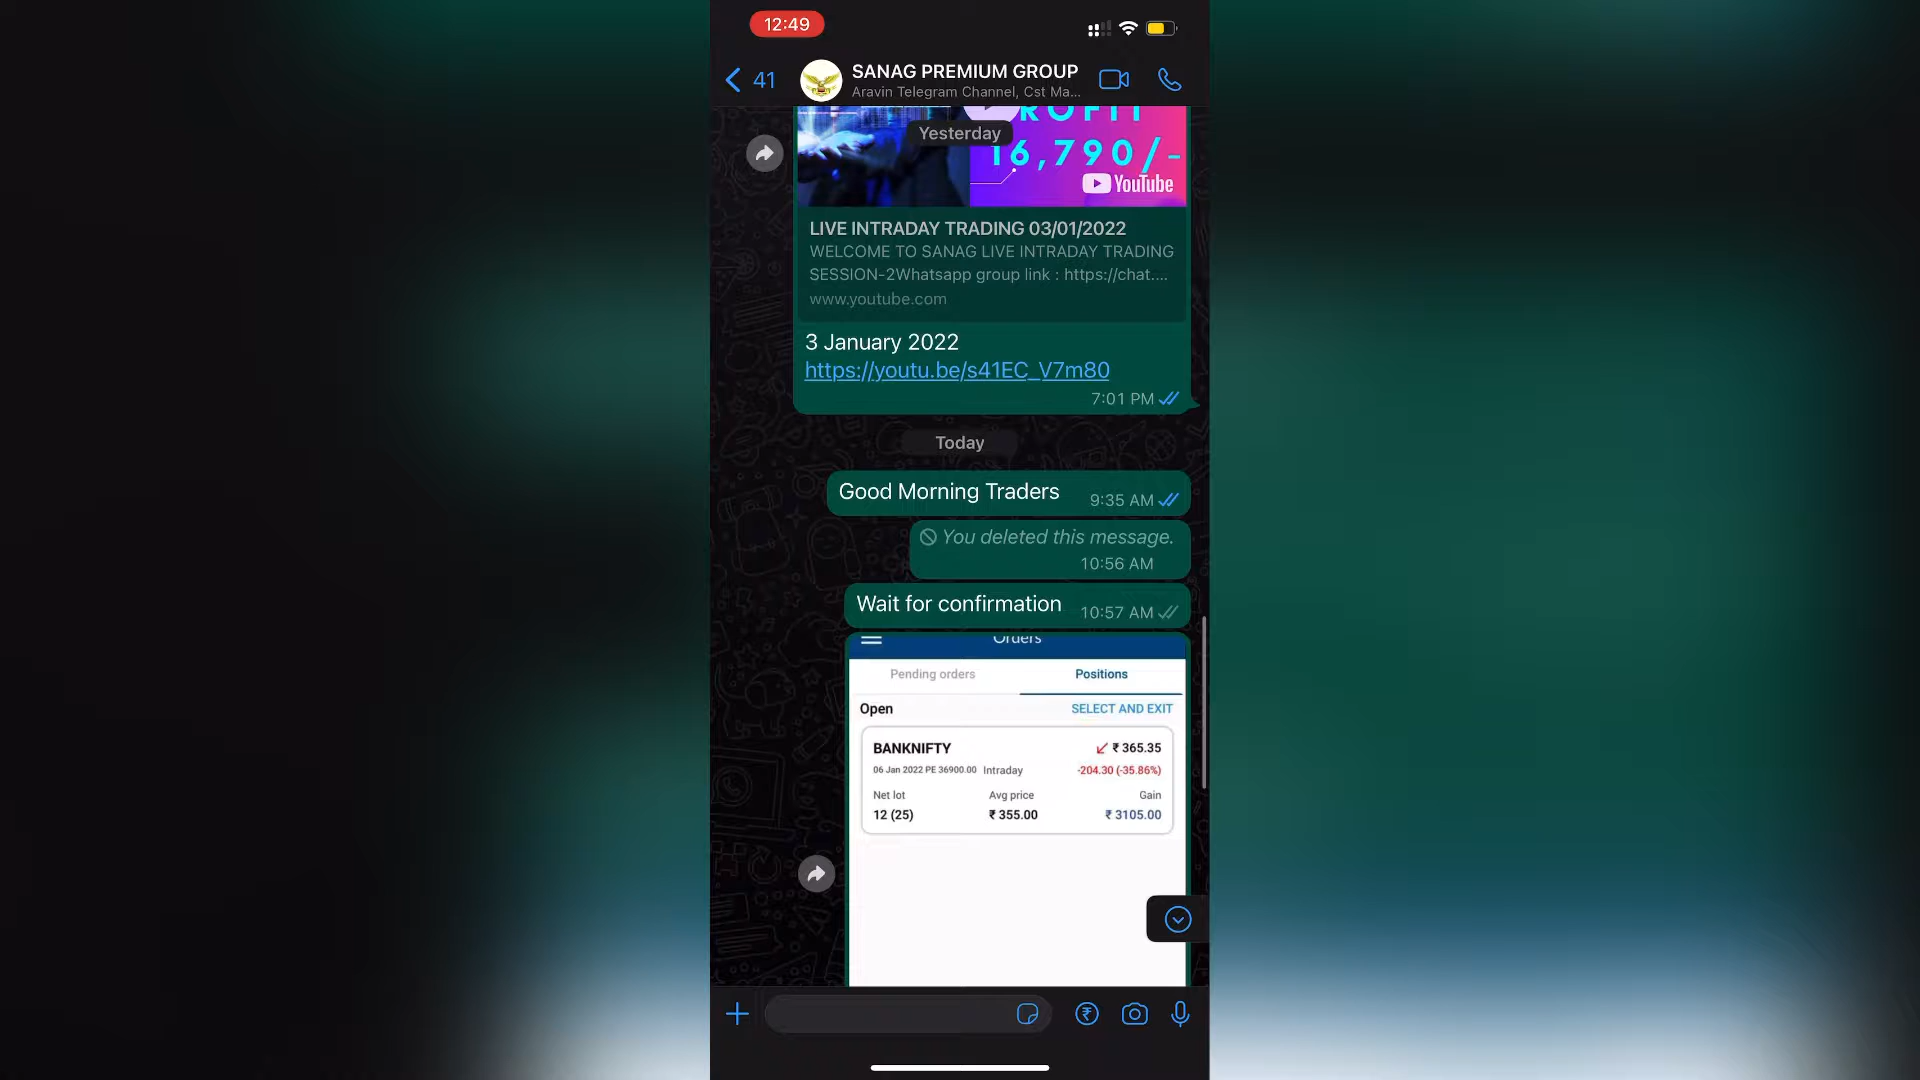 12:49
41
SANAG PREMIUM GROUP
Aravin Telegram Channel, Cst Ma...
PROFIT
Yesterday
16,790/-
YouTube
LIVE INTRADAY TRADING 03/01/2022
WELCOME TO SANAG LIVE INTRADAY TRADING
SESSION-2Whatsapp group link : https://chat....
www.youtube.com
3 January 2022
https://youtu.be/s41EC_V7m80
7:01 PM
Today
Good Morning Traders 9:35 AM
You deleted this message.
10:56 AM
Wait for confirmation 10:57 AM
Orders
Pending orders Positions
Open SELECT AND EXIT
BANKNIFTY ₹ 365.35
06 Jan 2022 PE 36900.00 Intraday -204.30 (-35.86%)
Net lot Avg price Gain
12 (25) ₹ 355.00 ₹ 3105.00